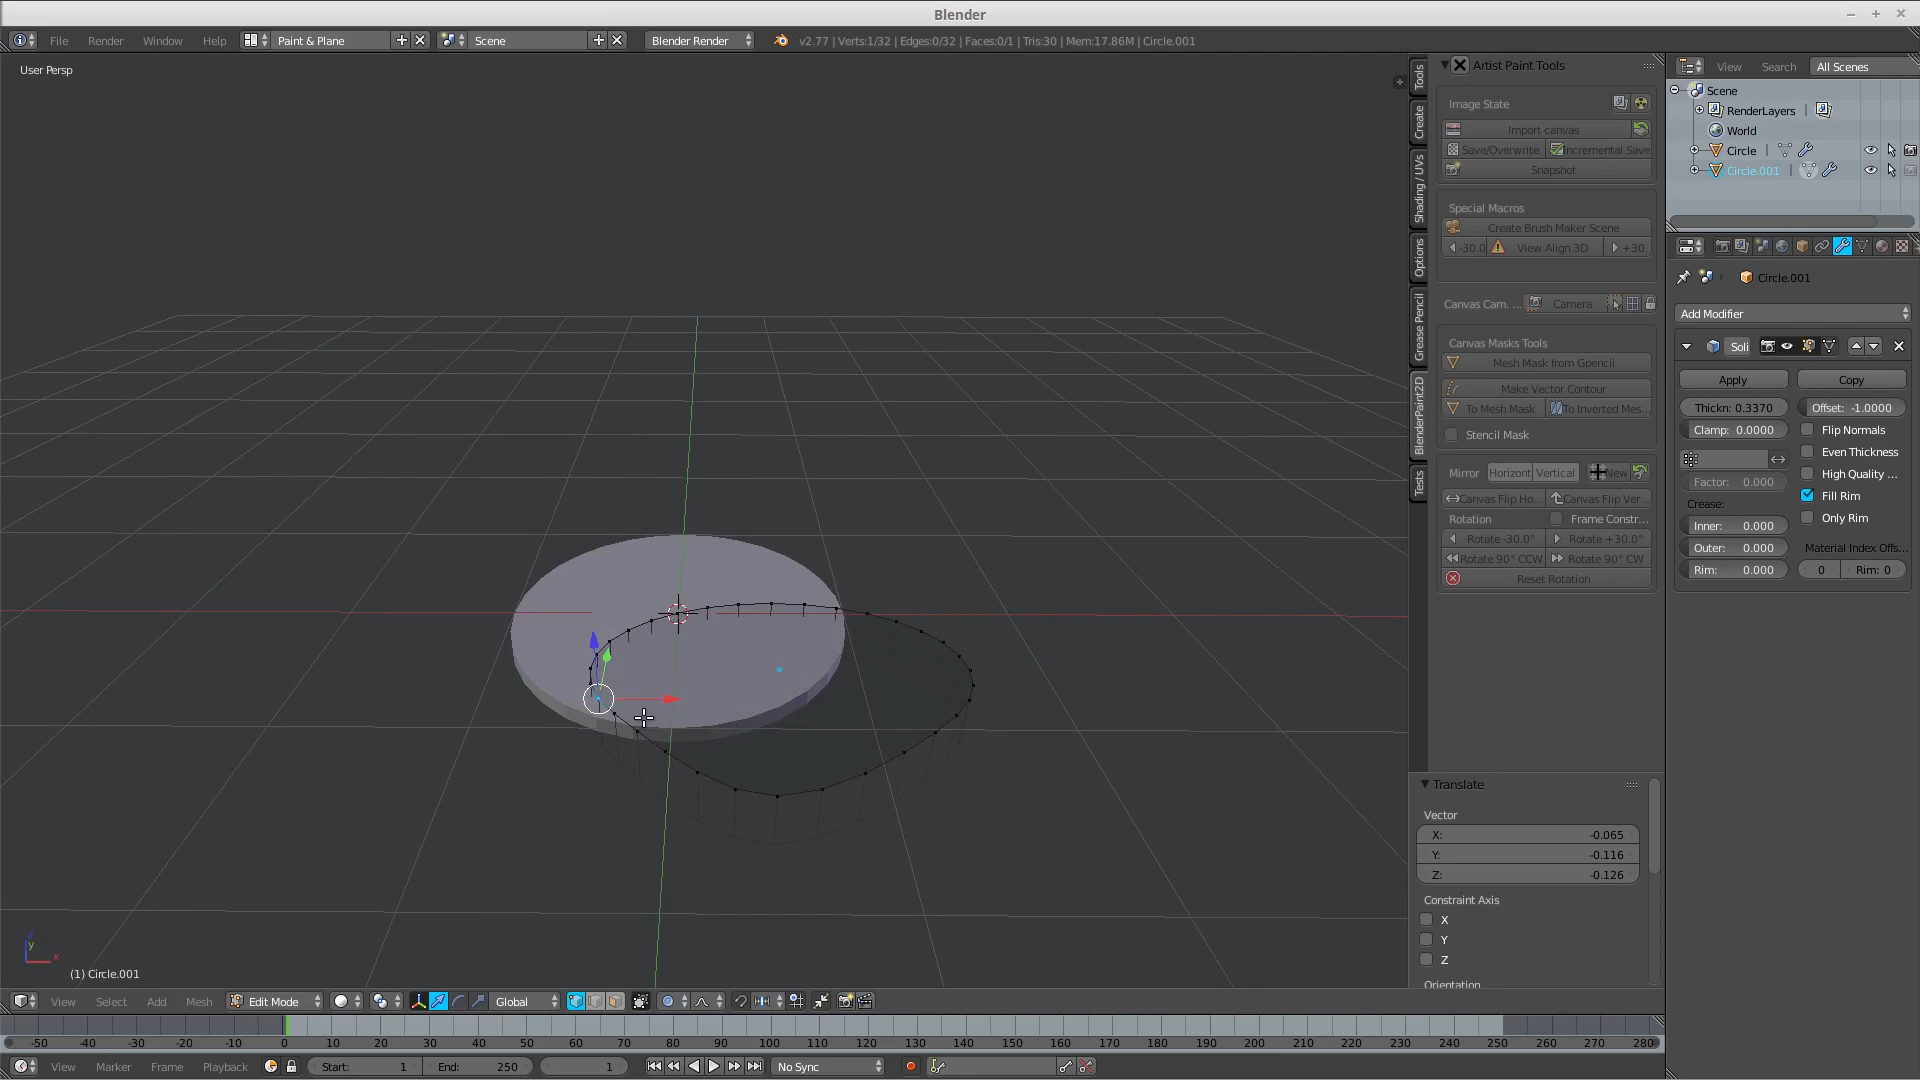 Blender
File Render Window Help Paint & Plane Scene Blender Render v2.77 | Verts:1/32 | Edges:0/32 | Faces:0/1 | Tris:30 | Mem:17.86M | Circle.001
User Persp
Tools
Create
Shading / UVs
Options
Grease Pencil
BlenderPaint2D
Tests
Artist Paint Tools
Image State
Import canvas
Save/Overwrite Incremental Save
Snapshot
Special Macros
Create Brush Maker Scene
-30.0 View Align 3D +30.
Canvas Cam. ... Camera
Canvas Masks Tools
Mesh Mask from Gpencil
Make Vector Contour
To Mesh Mask To Inverted Mes...
Stencil Mask
Mirror Horizont Vertical New
Canvas Flip Ho... Canvas Flip Ver...
Rotation Frame Constr...
Rotate -30.0° Rotate +30.0°
Rotate 90° CCW Rotate 90° CW
Reset Rotation
Translate
Vector
X: -0.065
Y: -0.116
Z: -0.126
Constraint Axis
X
Y
Z
Orientation
View Search All Scenes
Scene
RenderLayers |
World
Circle |
Circle.001 |
Circle.001
Add Modifier
Soli
Apply Copy
Thickn: 0.3370 Offset: -1.0000
Clamp: 0.0000 Flip Normals
Even Thickness
High Quality ...
Factor: 0.000 Fill Rim
Crease: Only Rim
Inner: 0.000
Outer: 0.000 Material Index Offs...
Rim: 0.000 0 Rim: 0
z
y
x
(1) Circle.001
View Select Add Mesh Edit Mode Global
-50 -40 -30 -20 -10 0 10 20 30 40 50 60 70 80 90 100 110 120 130 140 150 160 170 180 190 200 210 220 230 240 250 260 270 280
View Marker Frame Playback Start: 1 End: 250 1 No Sync